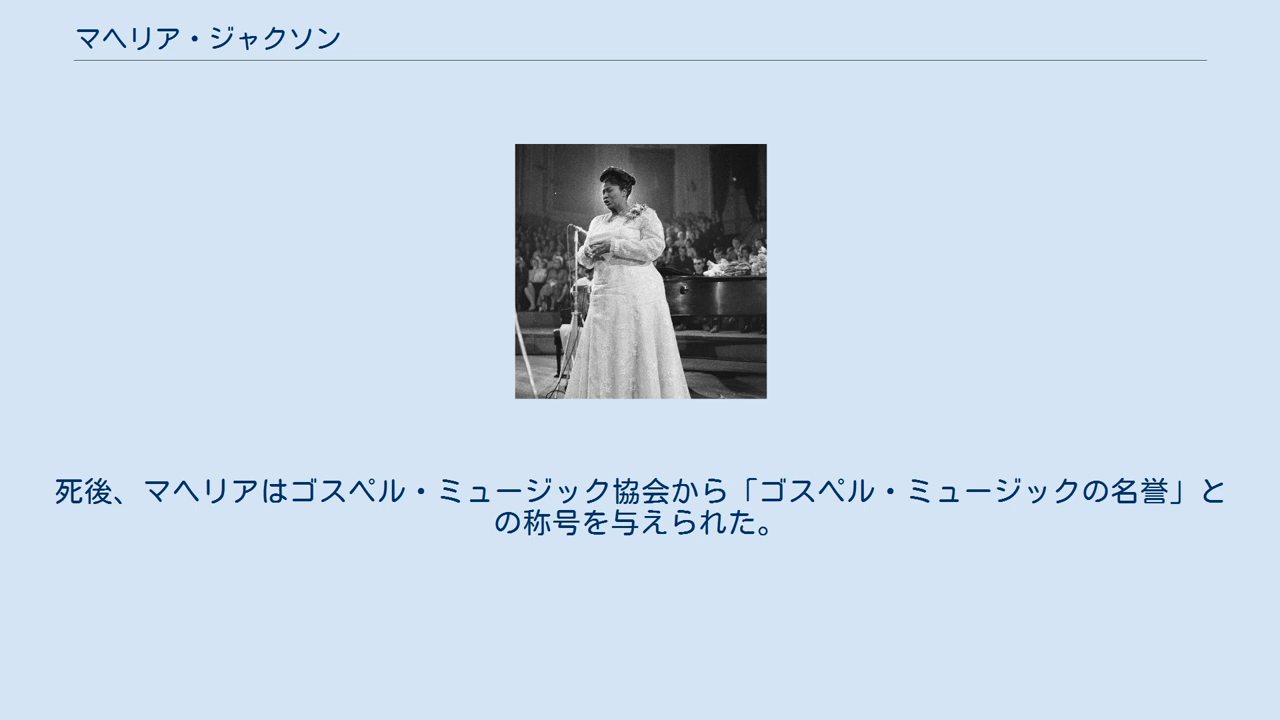 マヘリア・ジャクソン
死後、マヘリアはゴスペル・ミュージック協会から「ゴスペル・ミュージックの名誉」と
の称号を与えられた。